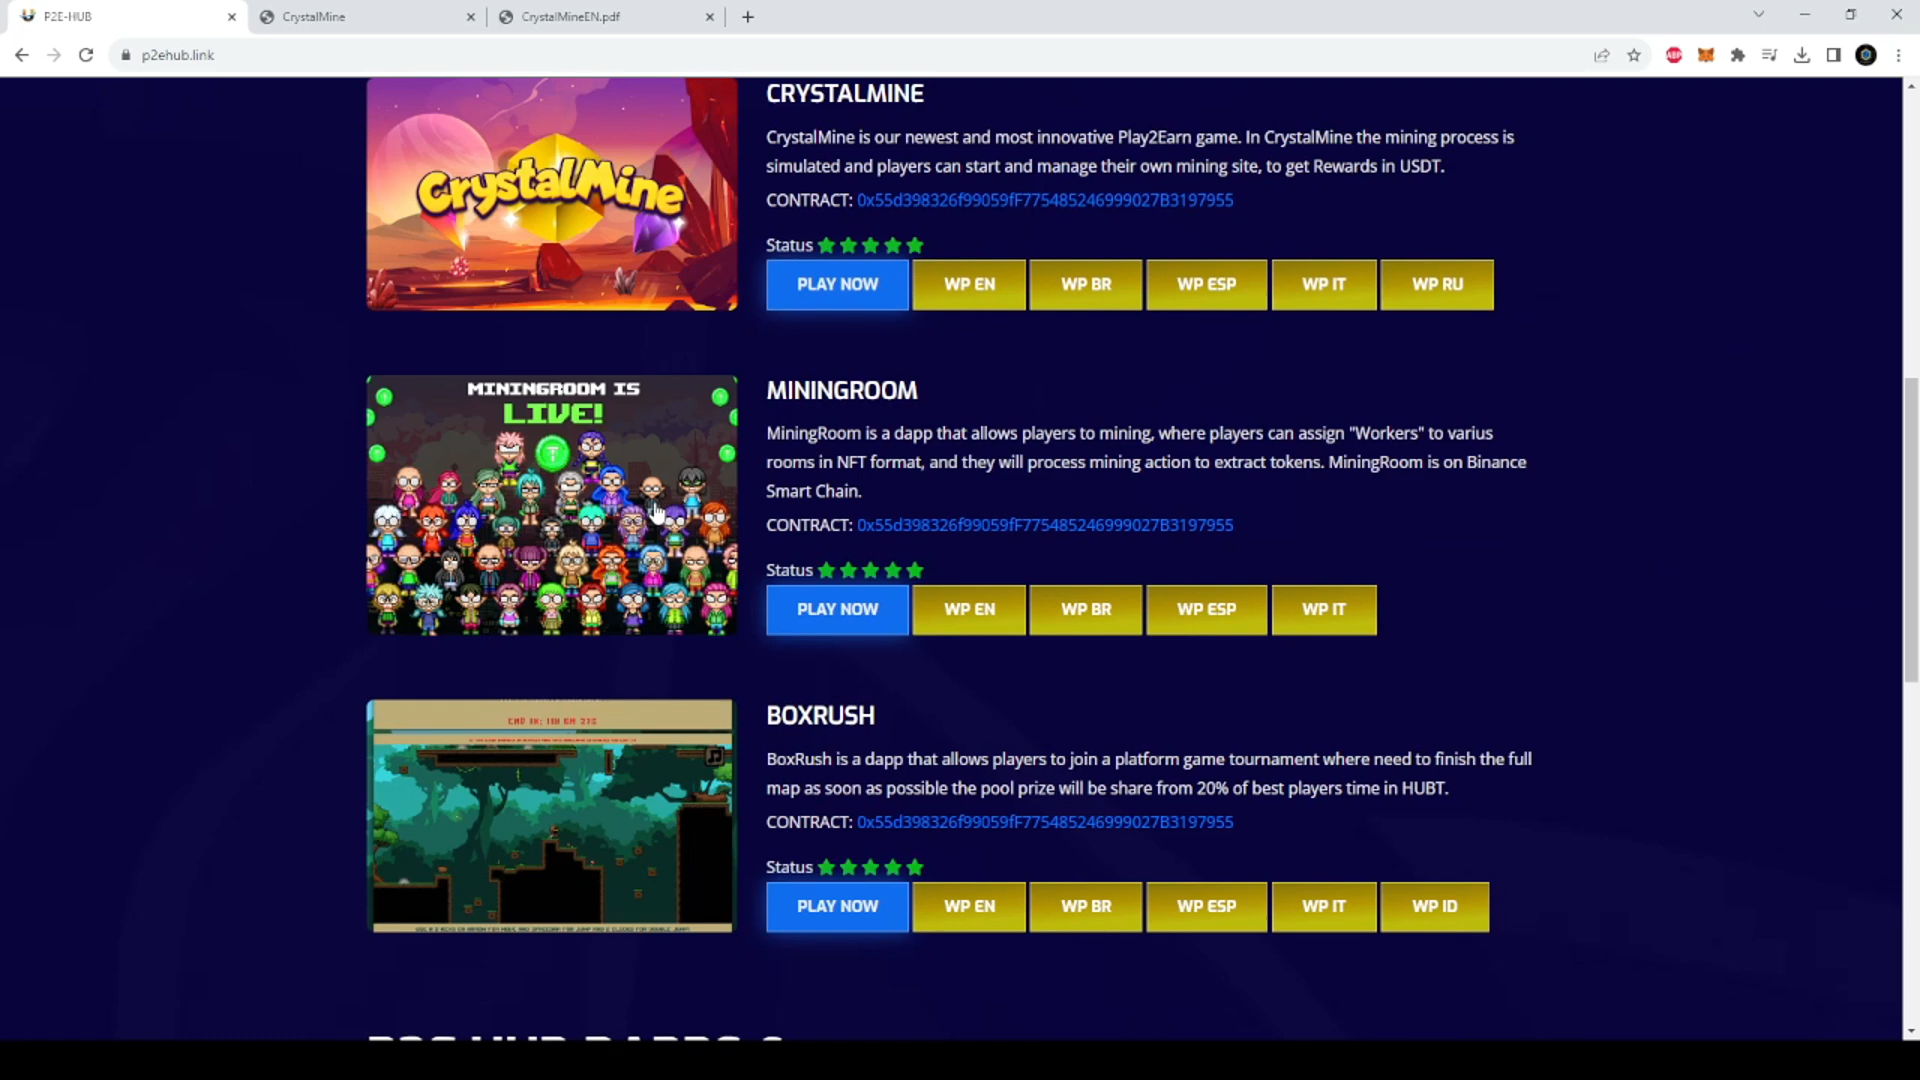 P2E-HUB
CrystalMine
CrystalMineEN.pdf
p2ehub.link
ABP
CrystalMine
CRYSTALMINE
CrystalMine is our newest and most innovative Play2Earn game. In CrystalMine the mining process is
simulated and players can start and manage their own mining site, to get Rewards in USDT.
CONTRACT: 0x55d398326f99059fF775485246999027B3197955
Status
PLAY NOW WP EN WP BR WP ESP WP IT WP RU
MININGROOM IS
LIVE!
MININGROOM
MiningRoom is a dapp that allows players to mining, where players can assign "Workers" to varius
rooms in NFT format, and they will process mining action to extract tokens. MiningRoom is on Binance
Smart Chain.
CONTRACT: 0x55d398326f99059fF775485246999027B3197955
Status
PLAY NOW WP EN WP BR WP ESP WP IT
BOXRUSH
BoxRush is a dapp that allows players to join a platform game tournament where need to finish the full
map as soon as possible the pool prize will be share from 20% of best players time in HUBT.
CONTRACT: 0x55d398326f99059fF775485246999027B3197955
Status
PLAY NOW WP EN WP BR WP ESP WP IT WP ID